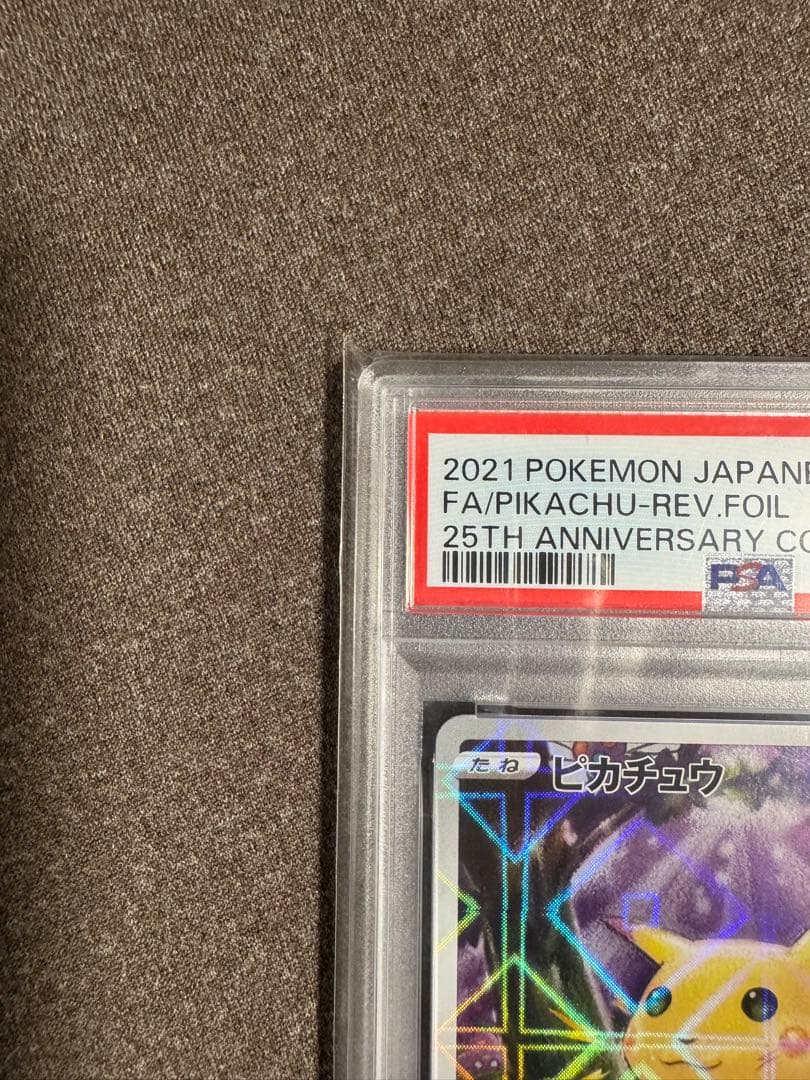 2021 POKEMON JAPANE
FA/PIKACHU-REV.FOIL
25TH ANNIVERSARY CO
PSA
たね ピカチュウ